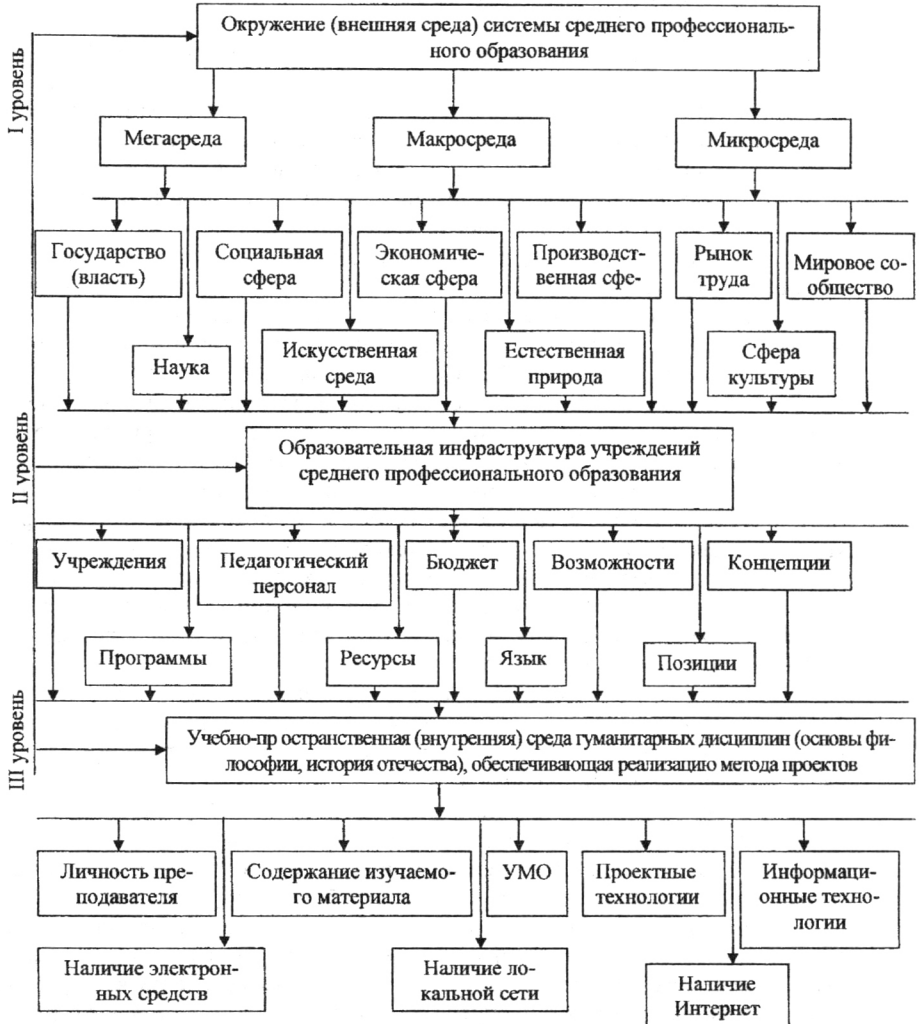 Окружение (внешняя среда) системы среднего профессиональ-
ного образования
I уровень
Мегасреда
Макросреда
Микросреда
Государство
(власть)
Социальная
сфера
Экономиче-
ская сфера
Производст-
венная сфе-
Рынок
труда
Мировое со-
общество
Наука
Искусственная
среда
Естественная
природа
Сфера
культуры
II уровень
Образовательная инфраструктура учреждений
среднего профессионального образования
Учреждения
Педагогический
персонал
Бюджет
Возможности
Концепции
Программы
Ресурсы
Язык
Позиции
III уровень
Учебно-пр остранственная (внутренняя) среда гуманитарных дисциплин (основы фи-
лософии, история отечества), обеспечивающая реализацию метода проектов
Личность пре-
подавателя
Содержание изучаемо-
го материала
УМО
Проектные
технологии
Информаци-
онные техно-
логии
Наличие электрон-
ных средств
Наличие ло-
кальной сети
Наличие
Интернет